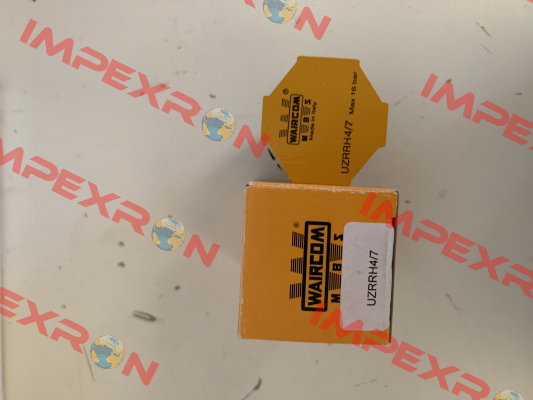 WAIRCOM
®
M B S
Made in Italy
UZRRH4/7 Max 16 bar
WAIRCOM
®
M B S
UZRRH4/7
IMPEXRON
IMPEXRON
IMPEXRON
IMPEXRON
IMPEXRON
IMPEXRON
IMPEXRON